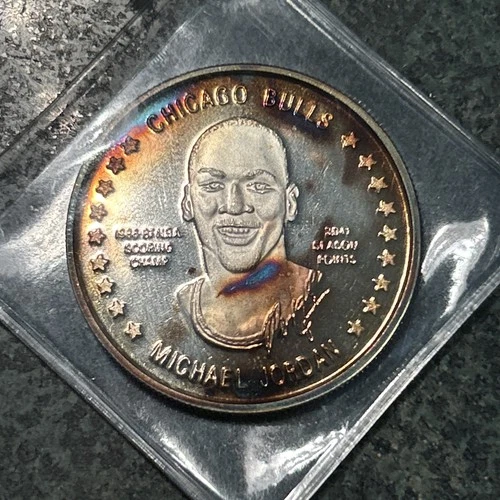 CHICAGO BULLS
1986-87 NBA
SCORING
CHAMP
3041
SEASON
POINTS
MICHAEL JORDAN